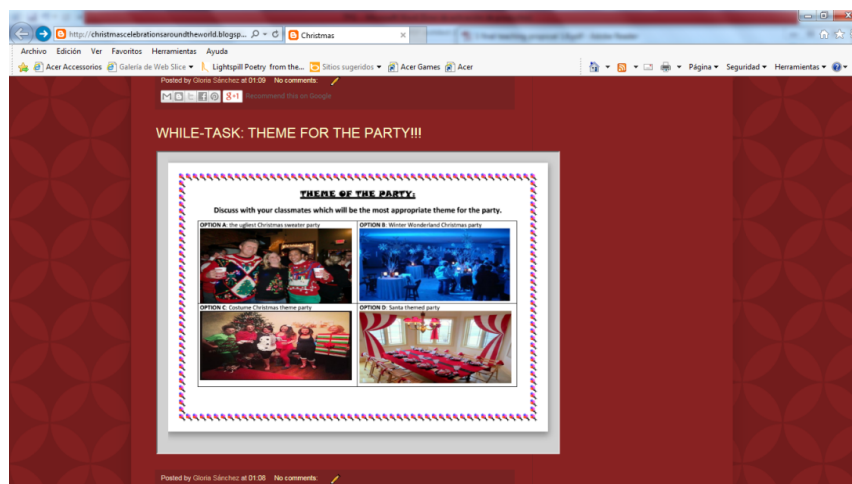 http://christmascelebrationsaroundtheworld.blogsp...
Christmas
Archivo Edición Ver Favoritos Herramientas Ayuda
Acer Accessories Galería de Web Slice Lightspill Poetry from the... Sitios sugeridos Acer Games Acer Página Seguridad Herramientas
Posted by Gloria Sánchez at 01:09 No comments:
+1 Recommend this on Google
WHILE-TASK: THEME FOR THE PARTY!!!
THEME OF THE PARTY:
Discuss with your classmates which will be the most appropriate theme for the party.
OPTION A: the ugliest Christmas sweater party
OPTION B: Winter Wonderland Christmas party
OPTION C: Costume Christmas theme party
OPTION D: Santa themed party
Posted by Gloria Sánchez at 01:08 No comments: